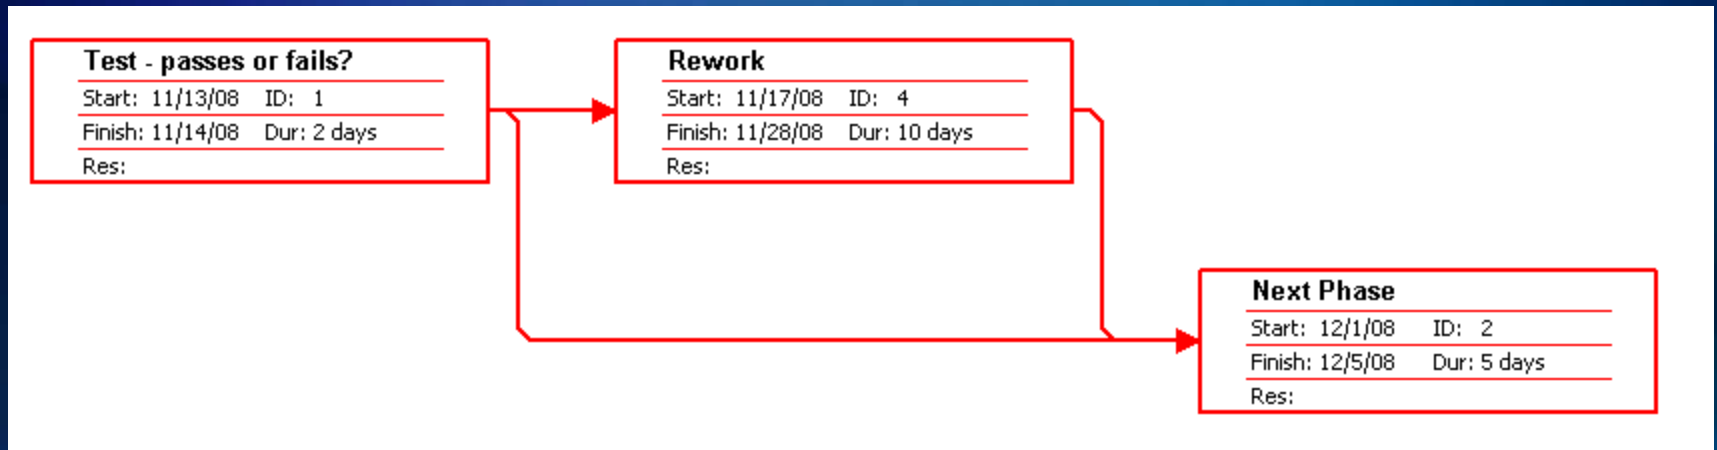 Test - passes or fails?
Start: 11/13/08 ID: 1
Finish: 11/14/08 Dur: 2 days
Res:
Rework
Start: 11/17/08 ID: 4
Finish: 11/28/08 Dur: 10 days
Res:
Next Phase
Start: 12/1/08 ID: 2
Finish: 12/5/08 Dur: 5 days
Res: